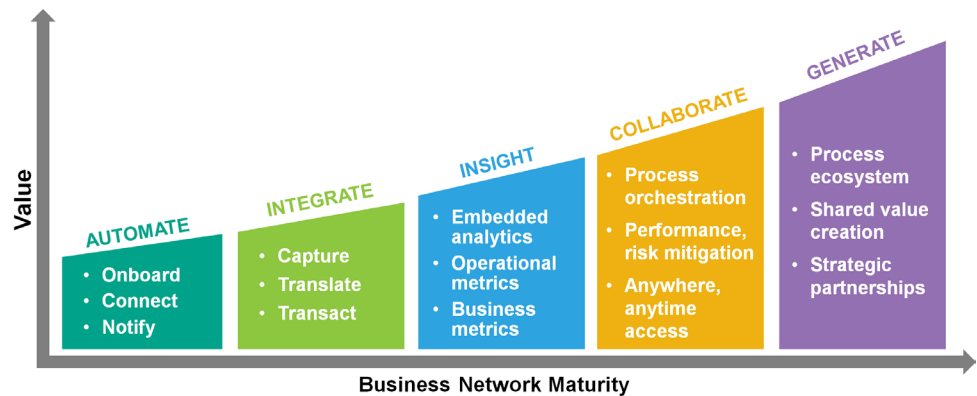 Value
AUTOMATE
• Onboard
• Connect
• Notify
INTEGRATE
• Capture
• Translate
• Transact
INSIGHT
• Embedded
analytics
• Operational
metrics
• Business
metrics
COLLABORATE
• Process
orchestration
• Performance,
risk mitigation
• Anywhere,
anytime
access
GENERATE
• Process
ecosystem
• Shared value
creation
• Strategic
partnerships
Business Network Maturity